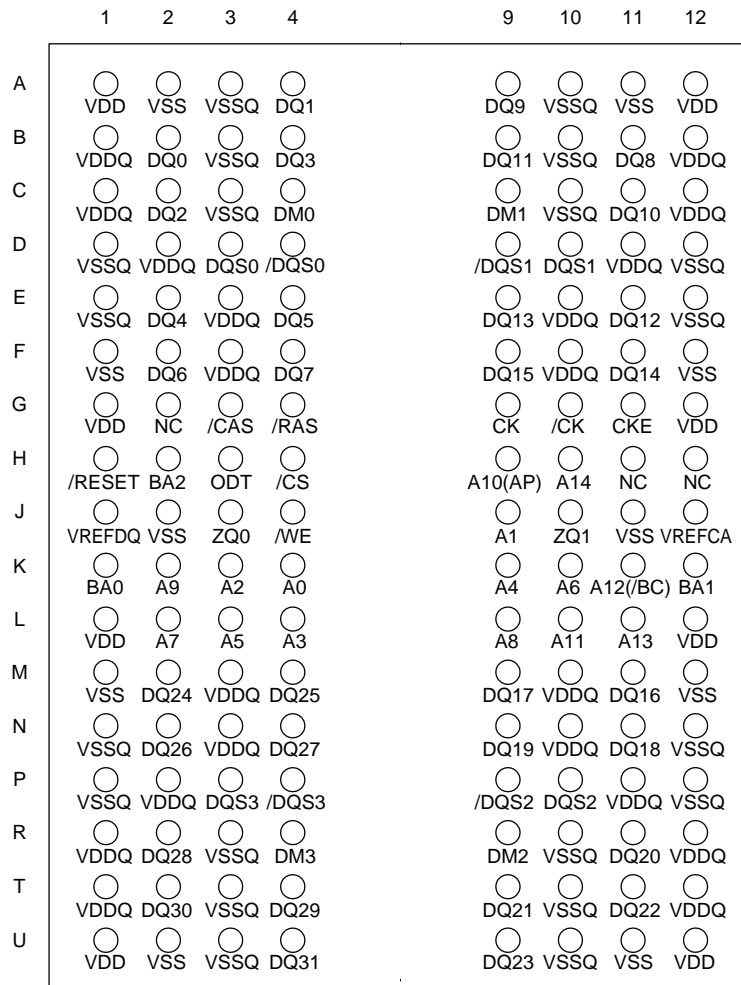 1 2 3 4 9 10 11 12
A
VDD VSS VSSQ DQ1 DQ9 VSSQ VSS VDD
B
VDDQ DQ0 VSSQ DQ3 DQ11 VSSQ DQ8 VDDQ
C
VDDQ DQ2 VSSQ DM0 DM1 VSSQ DQ10 VDDQ
D
VSSQ VDDQ DQS0 /DQS0 /DQS1 DQS1 VDDQ VSSQ
E
VSSQ DQ4 VDDQ DQ5 DQ13 VDDQ DQ12 VSSQ
F
VSS DQ6 VDDQ DQ7 DQ15 VDDQ DQ14 VSS
G
VDD NC /CAS /RAS CK /CK CKE VDD
H
/RESET BA2 ODT /CS A10(AP) A14 NC NC
J
VREFDQ VSS ZQ0 /WE A1 ZQ1 VSS VREFCA
K
BA0 A9 A2 A0 A4 A6 A12(/BC) BA1
L
VDD A7 A5 A3 A8 A11 A13 VDD
M
VSS DQ24 VDDQ DQ25 DQ17 VDDQ DQ16 VSS
N
VSSQ DQ26 VDDQ DQ27 DQ19 VDDQ DQ18 VSSQ
P
VSSQ VDDQ DQS3 /DQS3 /DQS2 DQS2 VDDQ VSSQ
R
VDDQ DQ28 VSSQ DM3 DM2 VSSQ DQ20 VDDQ
T
VDDQ DQ30 VSSQ DQ29 DQ21 VSSQ DQ22 VDDQ
U
VDD VSS VSSQ DQ31 DQ23 VSSQ VSS VDD